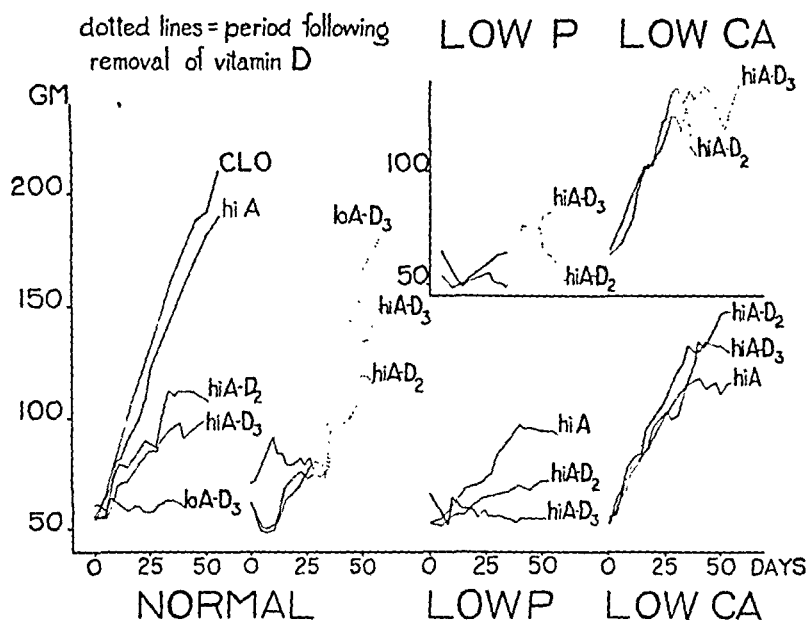 dotted lines = period following
removal of vitamin D
LOW P LOW CA
GM
200
150
100
50
CLO
hiA
hiA-D2
hiA-D3
loA-D3
loA-D3
hiA-D3
hiA-D2
100
50
hiA-D3
hiA-D2
hiA-D3
hiA-D2
hiA
hiA-D2
hiA-D3
hiA-D2
hiA-D3
hiA
0 25 50 0 25 50 0 25 50 0 25 50 DAYS
NORMAL LOW P LOW CA